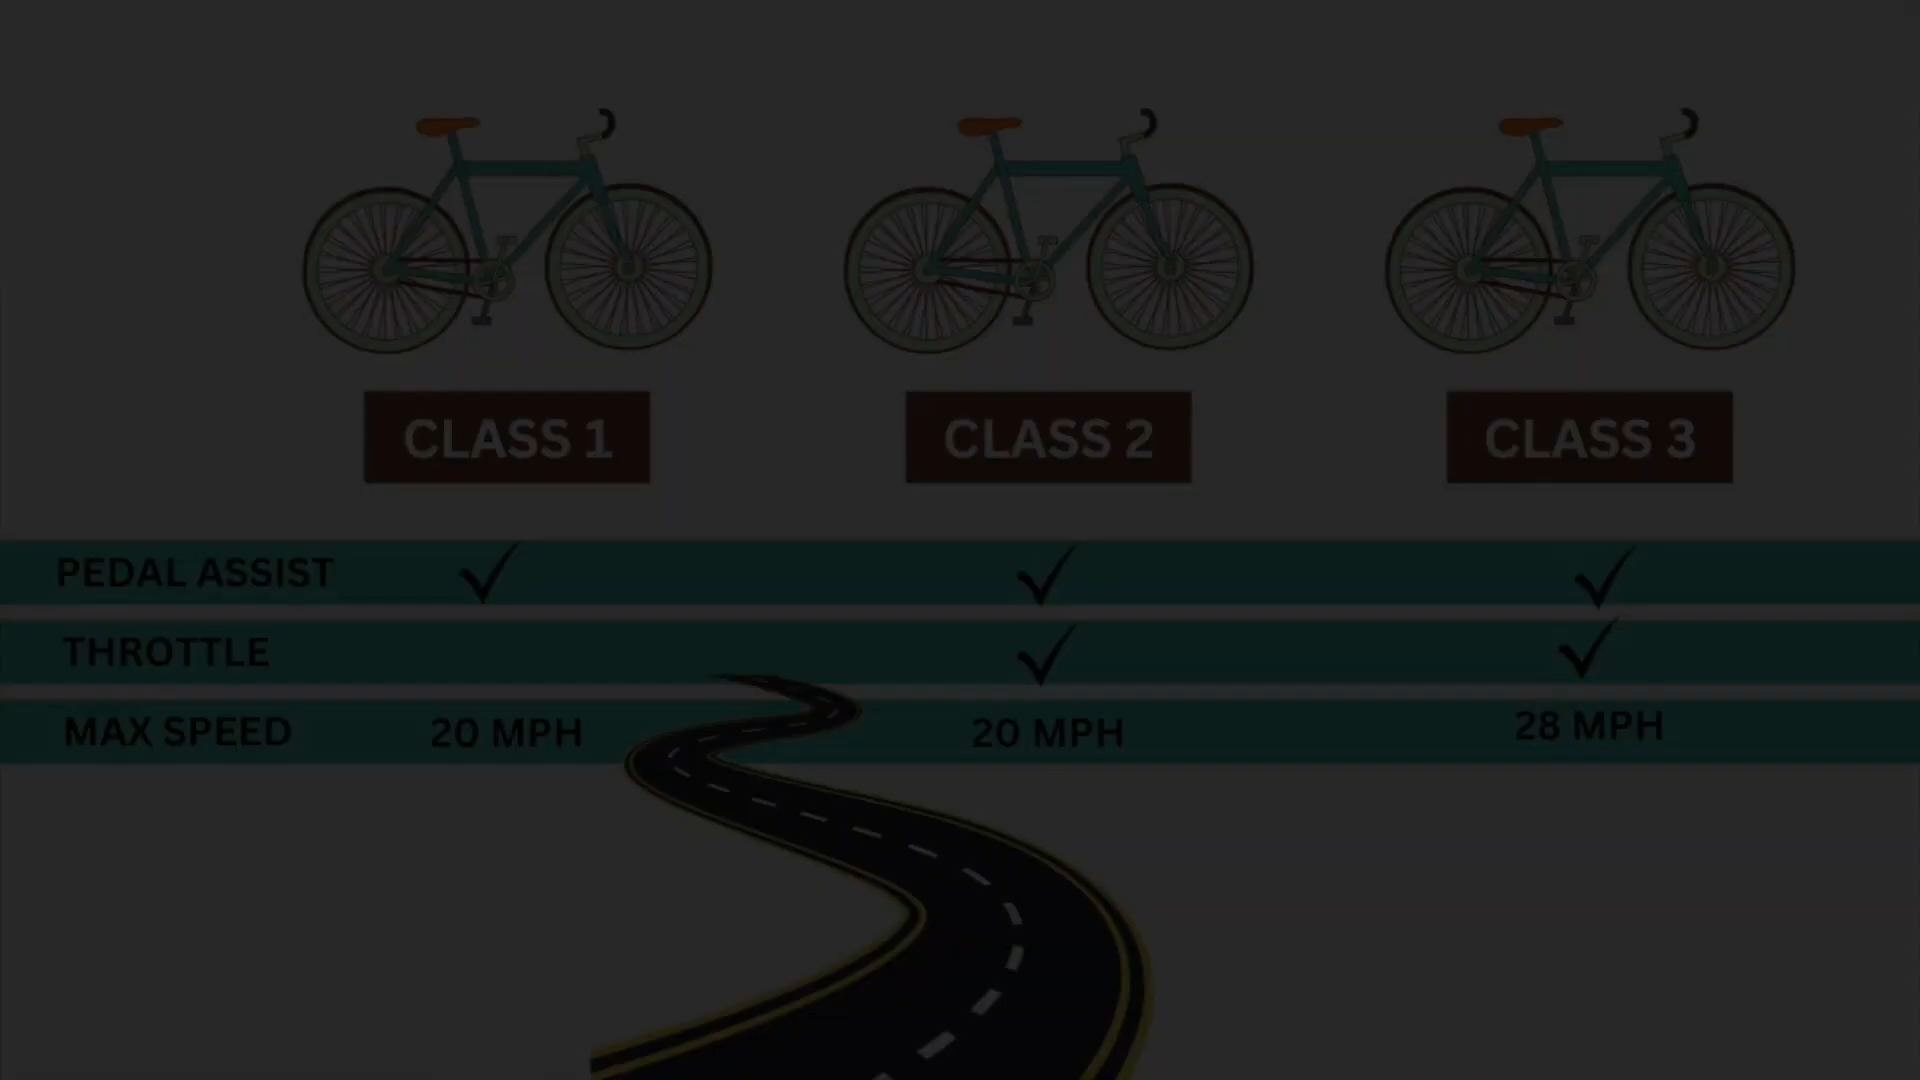 CLASS 1
CLASS 2
CLASS 3
PEDAL ASSIST
THROTTLE
MAX SPEED 20 MPH 20 MPH 28 MPH